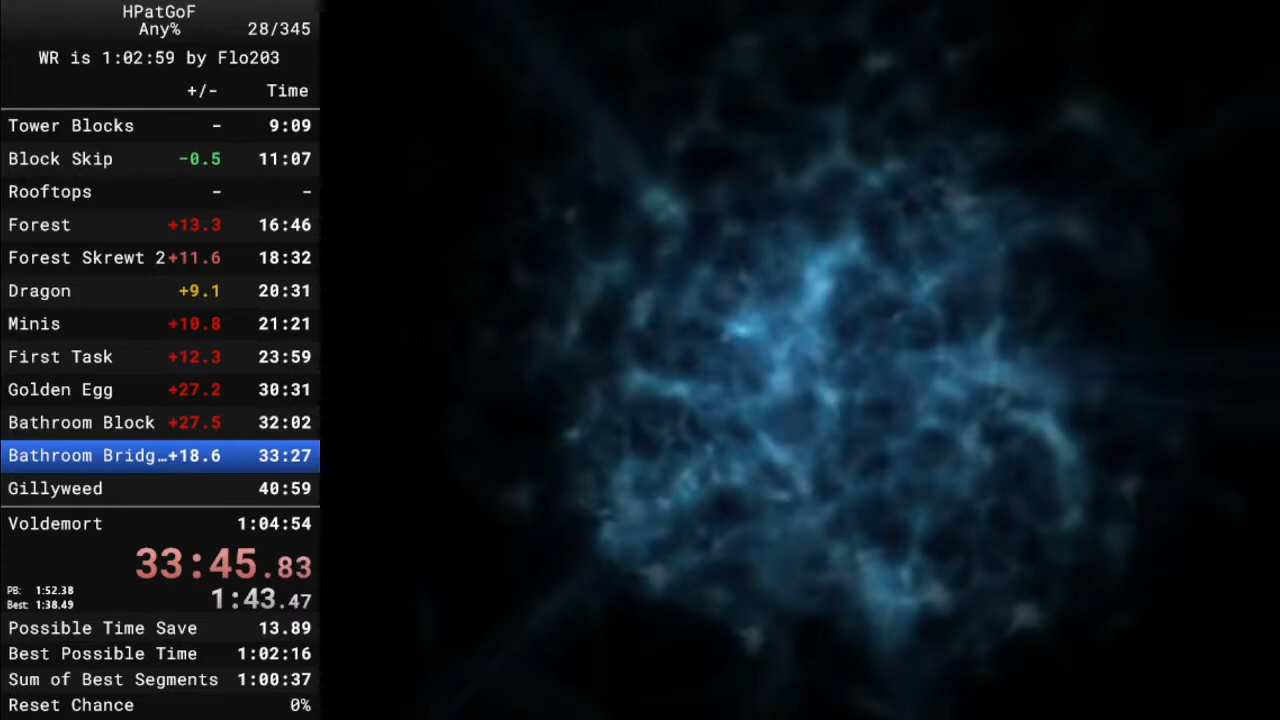 HPatGoF
Any% 28/345
WR is 1:02:59 by Flo203
+/- Time
Tower Blocks - 9:09
Block Skip -0.5 11:07
Rooftops - -
Forest +13.3 16:46
Forest Skrewt 2 +11.6 18:32
Dragon +9.1 20:31
Minis +10.8 21:21
First Task +12.3 23:59
Golden Egg +27.2 30:31
Bathroom Block +27.5 32:02
Bathroom Bridg… +18.6 33:27
Gillyweed 40:59
Voldemort 1:04:54
33:45.83
PB: 1:52.38
Best: 1:38.49
1:43.47
Possible Time Save 13.89
Best Possible Time 1:02:16
Sum of Best Segments 1:00:37
Reset Chance 0%